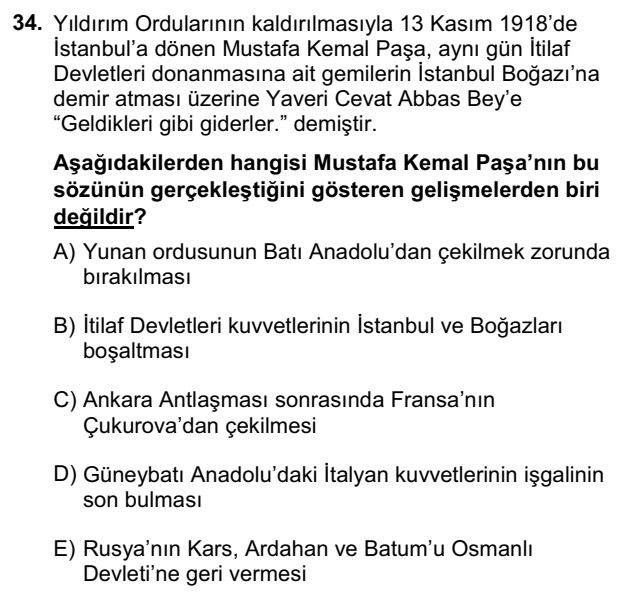 34. Yıldırım Ordularının kaldırılmasıyla 13 Kasım 1918’de
İstanbul’a dönen Mustafa Kemal Paşa, aynı gün İtilaf
Devletleri donanmasına ait gemilerin İstanbul Boğazı’na
demir atması üzerine Yaveri Cevat Abbas Bey’e
“Geldikleri gibi giderler.” demiştir.
Aşağıdakilerden hangisi Mustafa Kemal Paşa’nın bu
sözünün gerçekleştiğini gösteren gelişmelerden biri
değildir?
A) Yunan ordusunun Batı Anadolu’dan çekilmek zorunda
bırakılması
B) İtilaf Devletleri kuvvetlerinin İstanbul ve Boğazları
boşaltması
C) Ankara Antlaşması sonrasında Fransa’nın
Çukurova’dan çekilmesi
D) Güneybatı Anadolu’daki İtalyan kuvvetlerinin işgalinin
son bulması
E) Rusya’nın Kars, Ardahan ve Batum’u Osmanlı
Devleti’ne geri vermesi